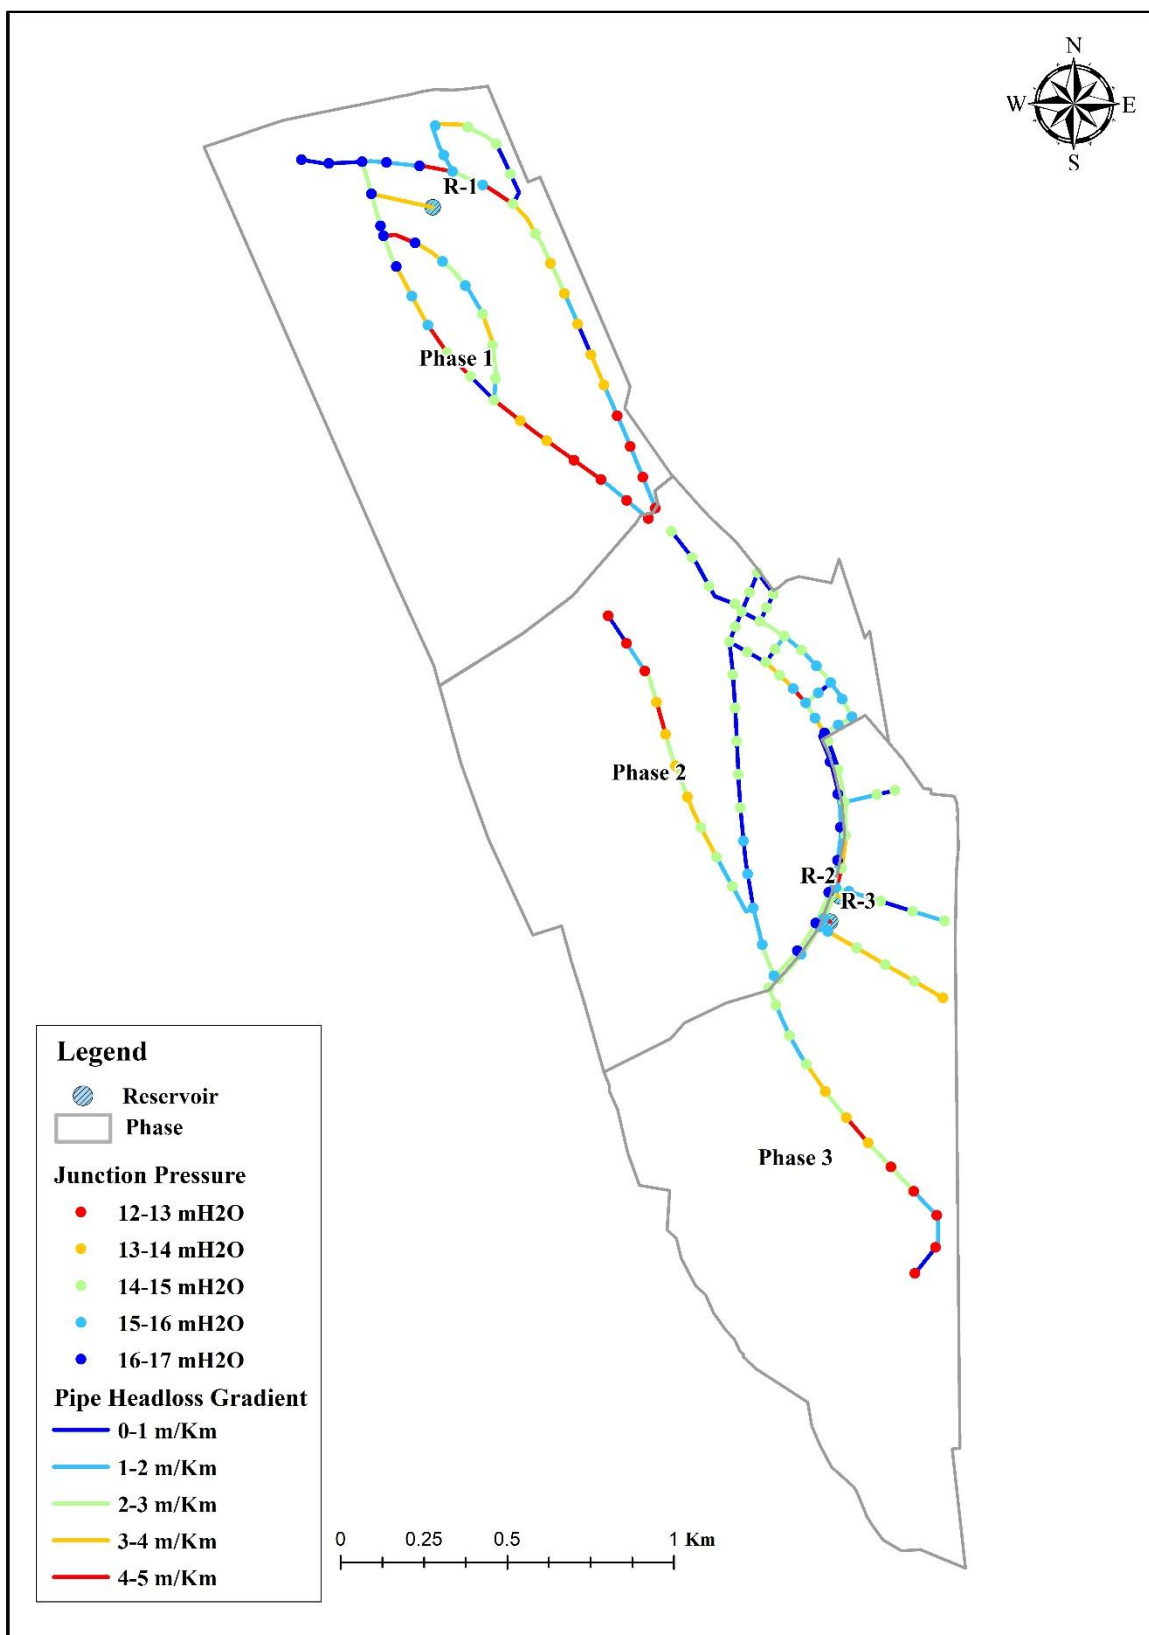 N
W E
S
R-1
Phase 1
Phase 2
R-2
R-3
Phase 3
Legend
Reservoir
Phase
Junction Pressure
12-13 mH2O
13-14 mH2O
14-15 mH2O
15-16 mH2O
16-17 mH2O
Pipe Headloss Gradient
0-1 m/Km
1-2 m/Km
2-3 m/Km
3-4 m/Km
4-5 m/Km
0 0.25 0.5 1 Km